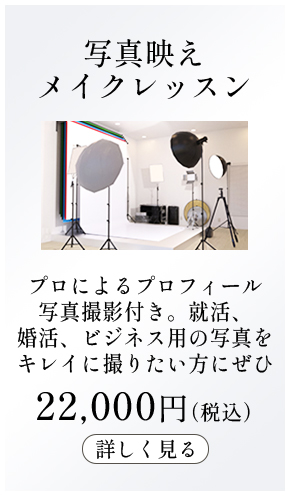 写真映え
メイクレッスン
プロによるプロフィール
写真撮影付き。就活、
婚活、ビジネス用の写真を
キレイに撮りたい方にぜひ
22,000円(税込)
詳しく見る